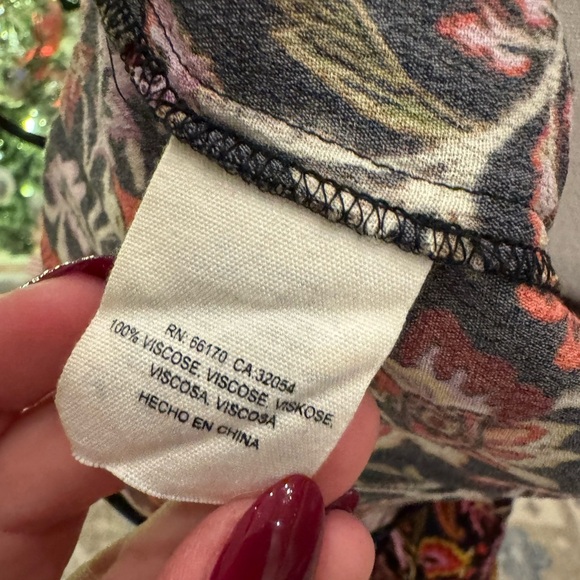 RN: 66170 CA:32054
100% VISCOSE, VISCOSE, VISKOSE,
VISCOSA, VISCOSA
HECHO EN CHINA